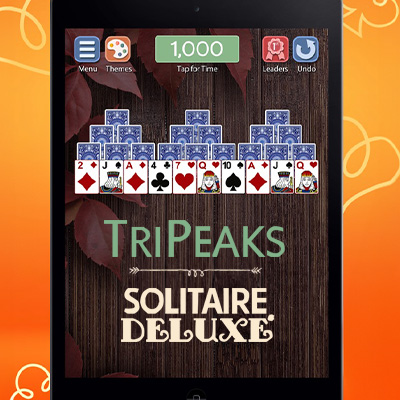 1,000
Menu Themes Tap for Time Leaders Undo
2 J A 4 7 Q 10 A J Q
TRIPEAKS
SOLITAIRE
DELUXE®